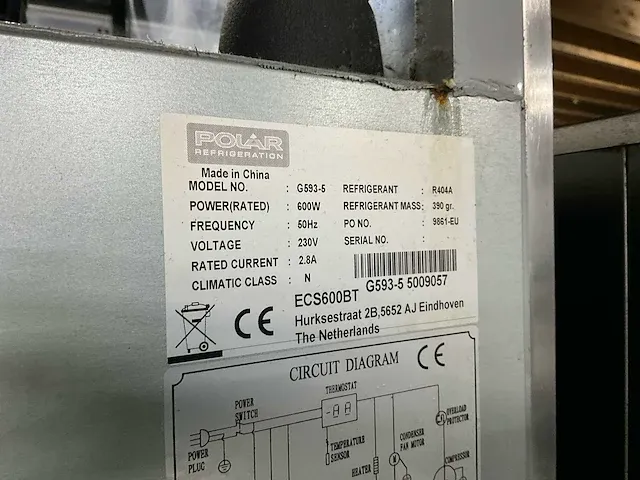 POLAR
REFRIGERATION
Made in China
MODEL NO. : G593-5 REFRIGERANT : R404A
POWER(RATED) : 600W REFRIGERANT MASS: 390 gr.
FREQUENCY : 50Hz PO NO. : 9861-EU
VOLTAGE : 230V SERIAL NO. :
RATED CURRENT : 2.8A
CLIMATIC CLASS : N
G593-5 5009057
ECS600BT
CE
Hurksestraat 2B,5652 AJ Eindhoven
The Netherlands
CIRCUIT DIAGRAM CE
THERMOSTAT
POWER
SWITCH
OVERLOAD
PROTECTOR
POWER
PLUG
TEMPERATURE
SENSOR
HEATER
CONDENSER
FAN MOTOR
M
COMPRESSOR